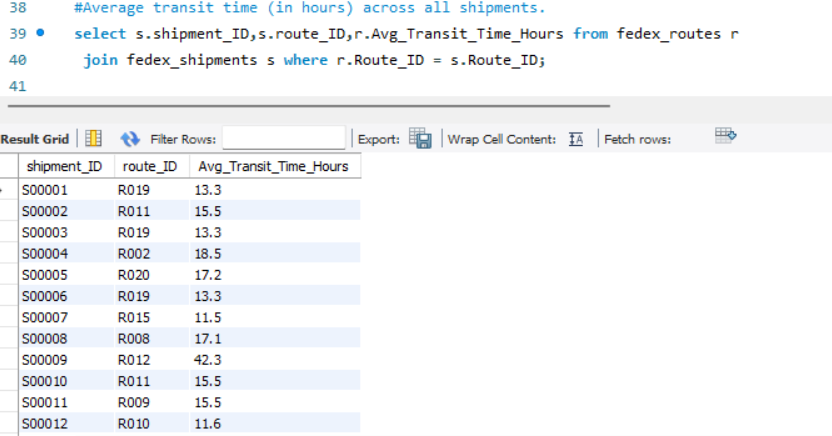 38 #Average transit time (in hours) across all shipments.
39 select s.shipment_ID,s.route_ID,r.Avg_Transit_Time_Hours from fedex_routes r
40 join fedex_shipments s where r.Route_ID = s.Route_ID;
41
Result Grid Filter Rows: Export: Wrap Cell Content: IA Fetch rows:
shipment_ID route_ID Avg_Transit_Time_Hours
S00001 R019 13.3
S00002 R011 15.5
S00003 R019 13.3
S00004 R002 18.5
S00005 R020 17.2
S00006 R019 13.3
S00007 R015 11.5
S00008 R008 17.1
S00009 R012 42.3
S00010 R011 15.5
S00011 R009 15.5
S00012 R010 11.6